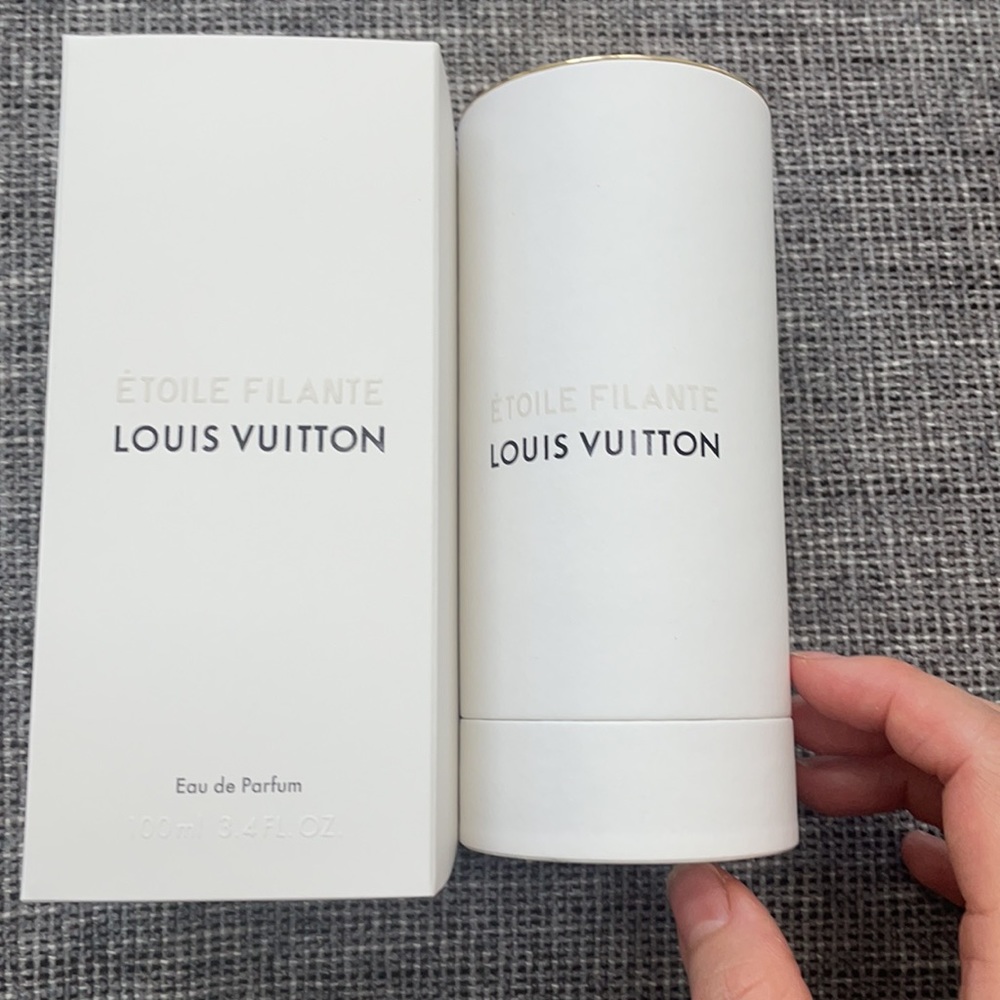 ÉTOILE FILANTE
LOUIS VUITTON
Eau de Parfum
100ml 3.4 FL. OZ.
ÉTOILE FILANTE
LOUIS VUITTON